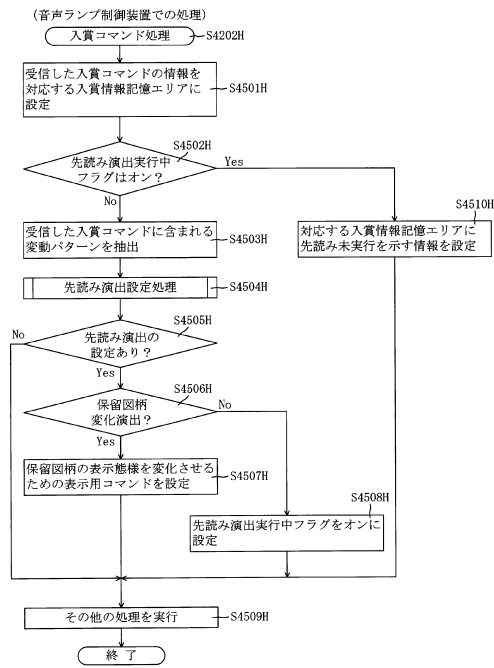 (音声ランプ制御装置での処理)
入賞コマンド処理
S4202H
受信した入賞コマンドの情報を
対応する入賞情報記憶エリアに
設定
S4501H
S4502H
先読み演出実行中
フラグはオン?
Yes
No
S4510H
対応する入賞情報記憶エリアに
先読み未実行を示す情報を設定
受信した入賞コマンドに含まれる
変動パターンを抽出
S4503H
先読み演出設定処理
S4504H
S4505H
No
先読み演出の
設定あり?
Yes
S4506H
保留図柄
変化演出?
No
Yes
保留図柄の表示態様を変化させる
ための表示用コマンドを設定
S4507H
S4508H
先読み演出実行中フラグをオンに
設定
その他の処理を実行
S4509H
終了